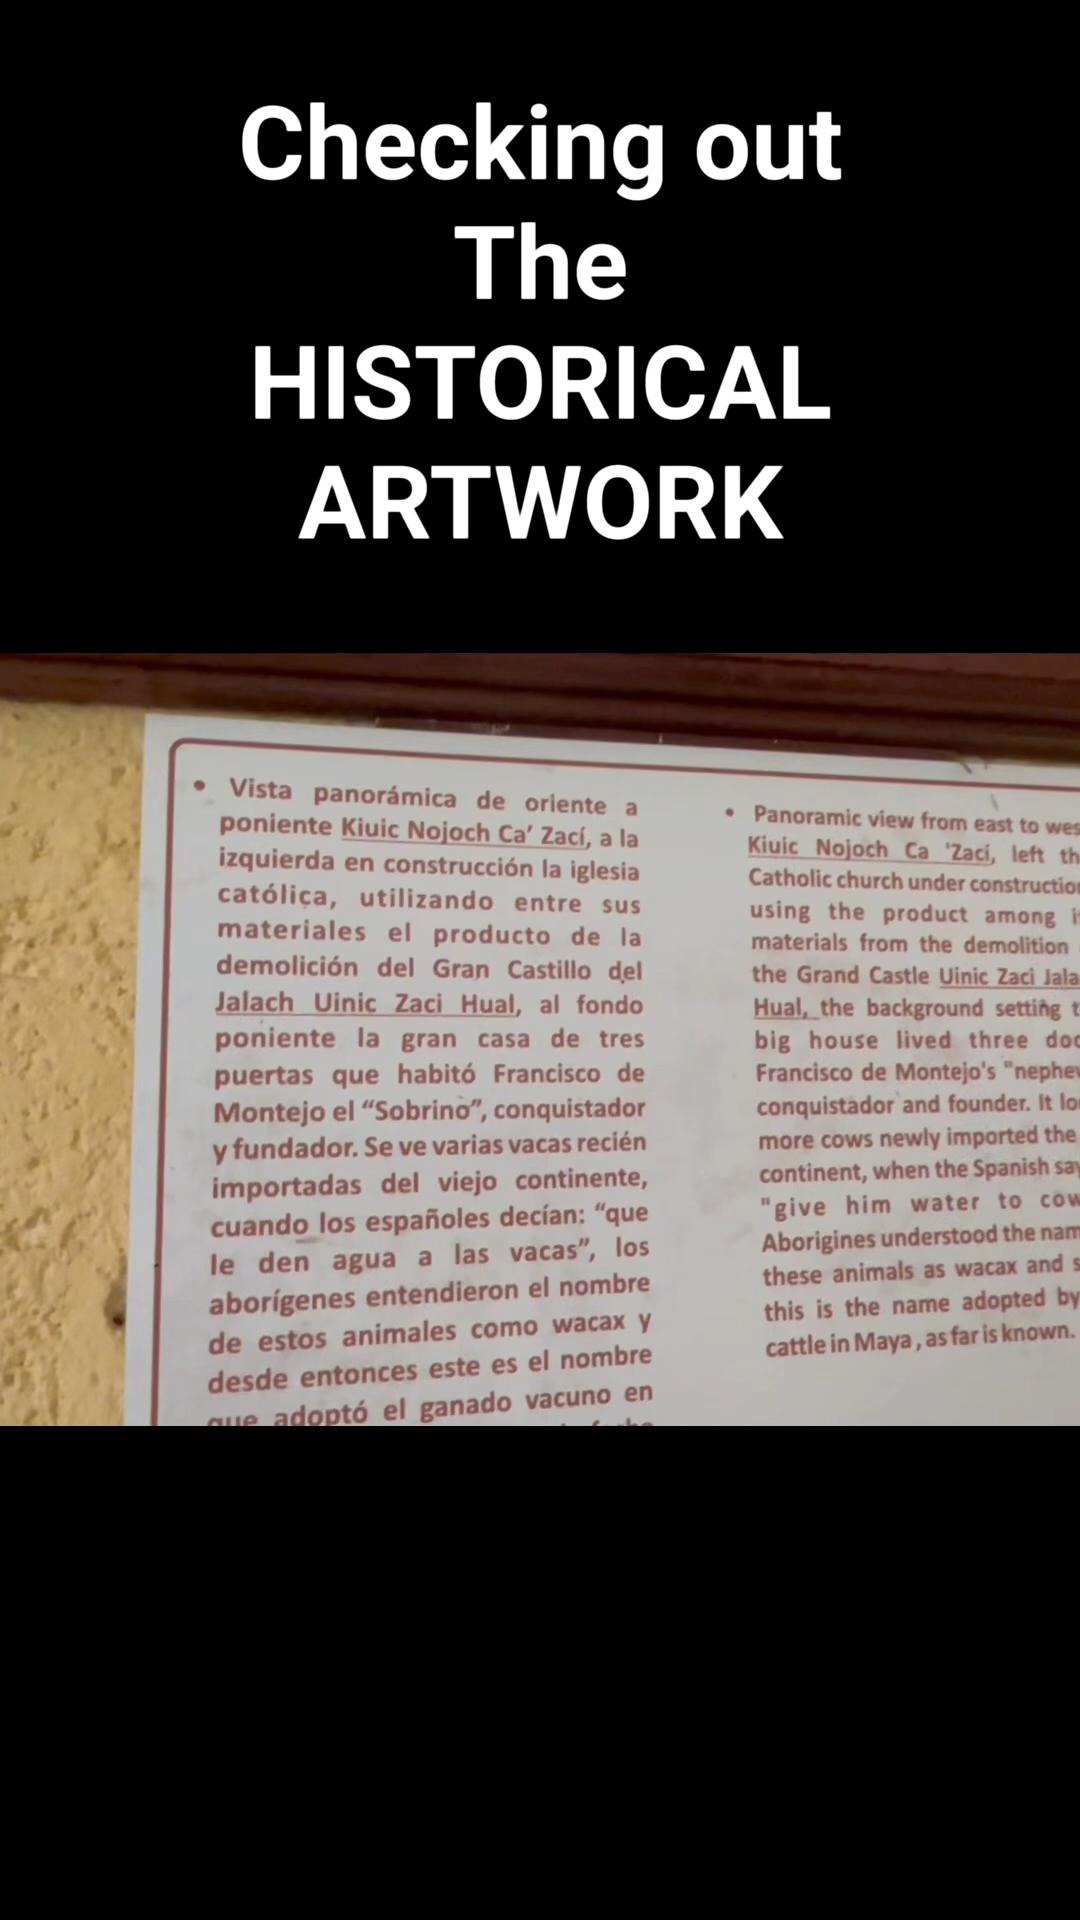 Checking out
The
HISTORICAL
ARTWORK
• Vista panorámica de oriente a
poniente Kiuic Nojoch Ca' Zací, a la
izquierda en construcción la iglesia
católica, utilizando entre sus
materiales el producto de la
demolición del Gran Castillo del
Jalach Uinic Zaci Hual, al fondo
poniente la gran casa de tres
puertas que habitó Francisco de
Montejo el “Sobrino”, conquistador
y fundador. Se ve varias vacas recién
importadas del viejo continente,
cuando los españoles decían: “que
le den agua a las vacas”, los
aborígenes entendieron el nombre
de estos animales como wacax y
desde entonces este es el nombre
que adoptó el ganado vacuno en
• Panoramic view from east to
Kiuic Nojoch Ca 'Zací, left
Catholic church under
using the product among
materials from the demolition
the Grand Castle Uinic Zaci
Hual, the background setting
big house lived three
Francisco de Montejo's
conquistador and founder. It
more cows newly imported the
continent, when the Spanish
"give him water to
Aborigines understood the
these animals as wacax and
this is the name adopted by
cattle in Maya , as far is known.